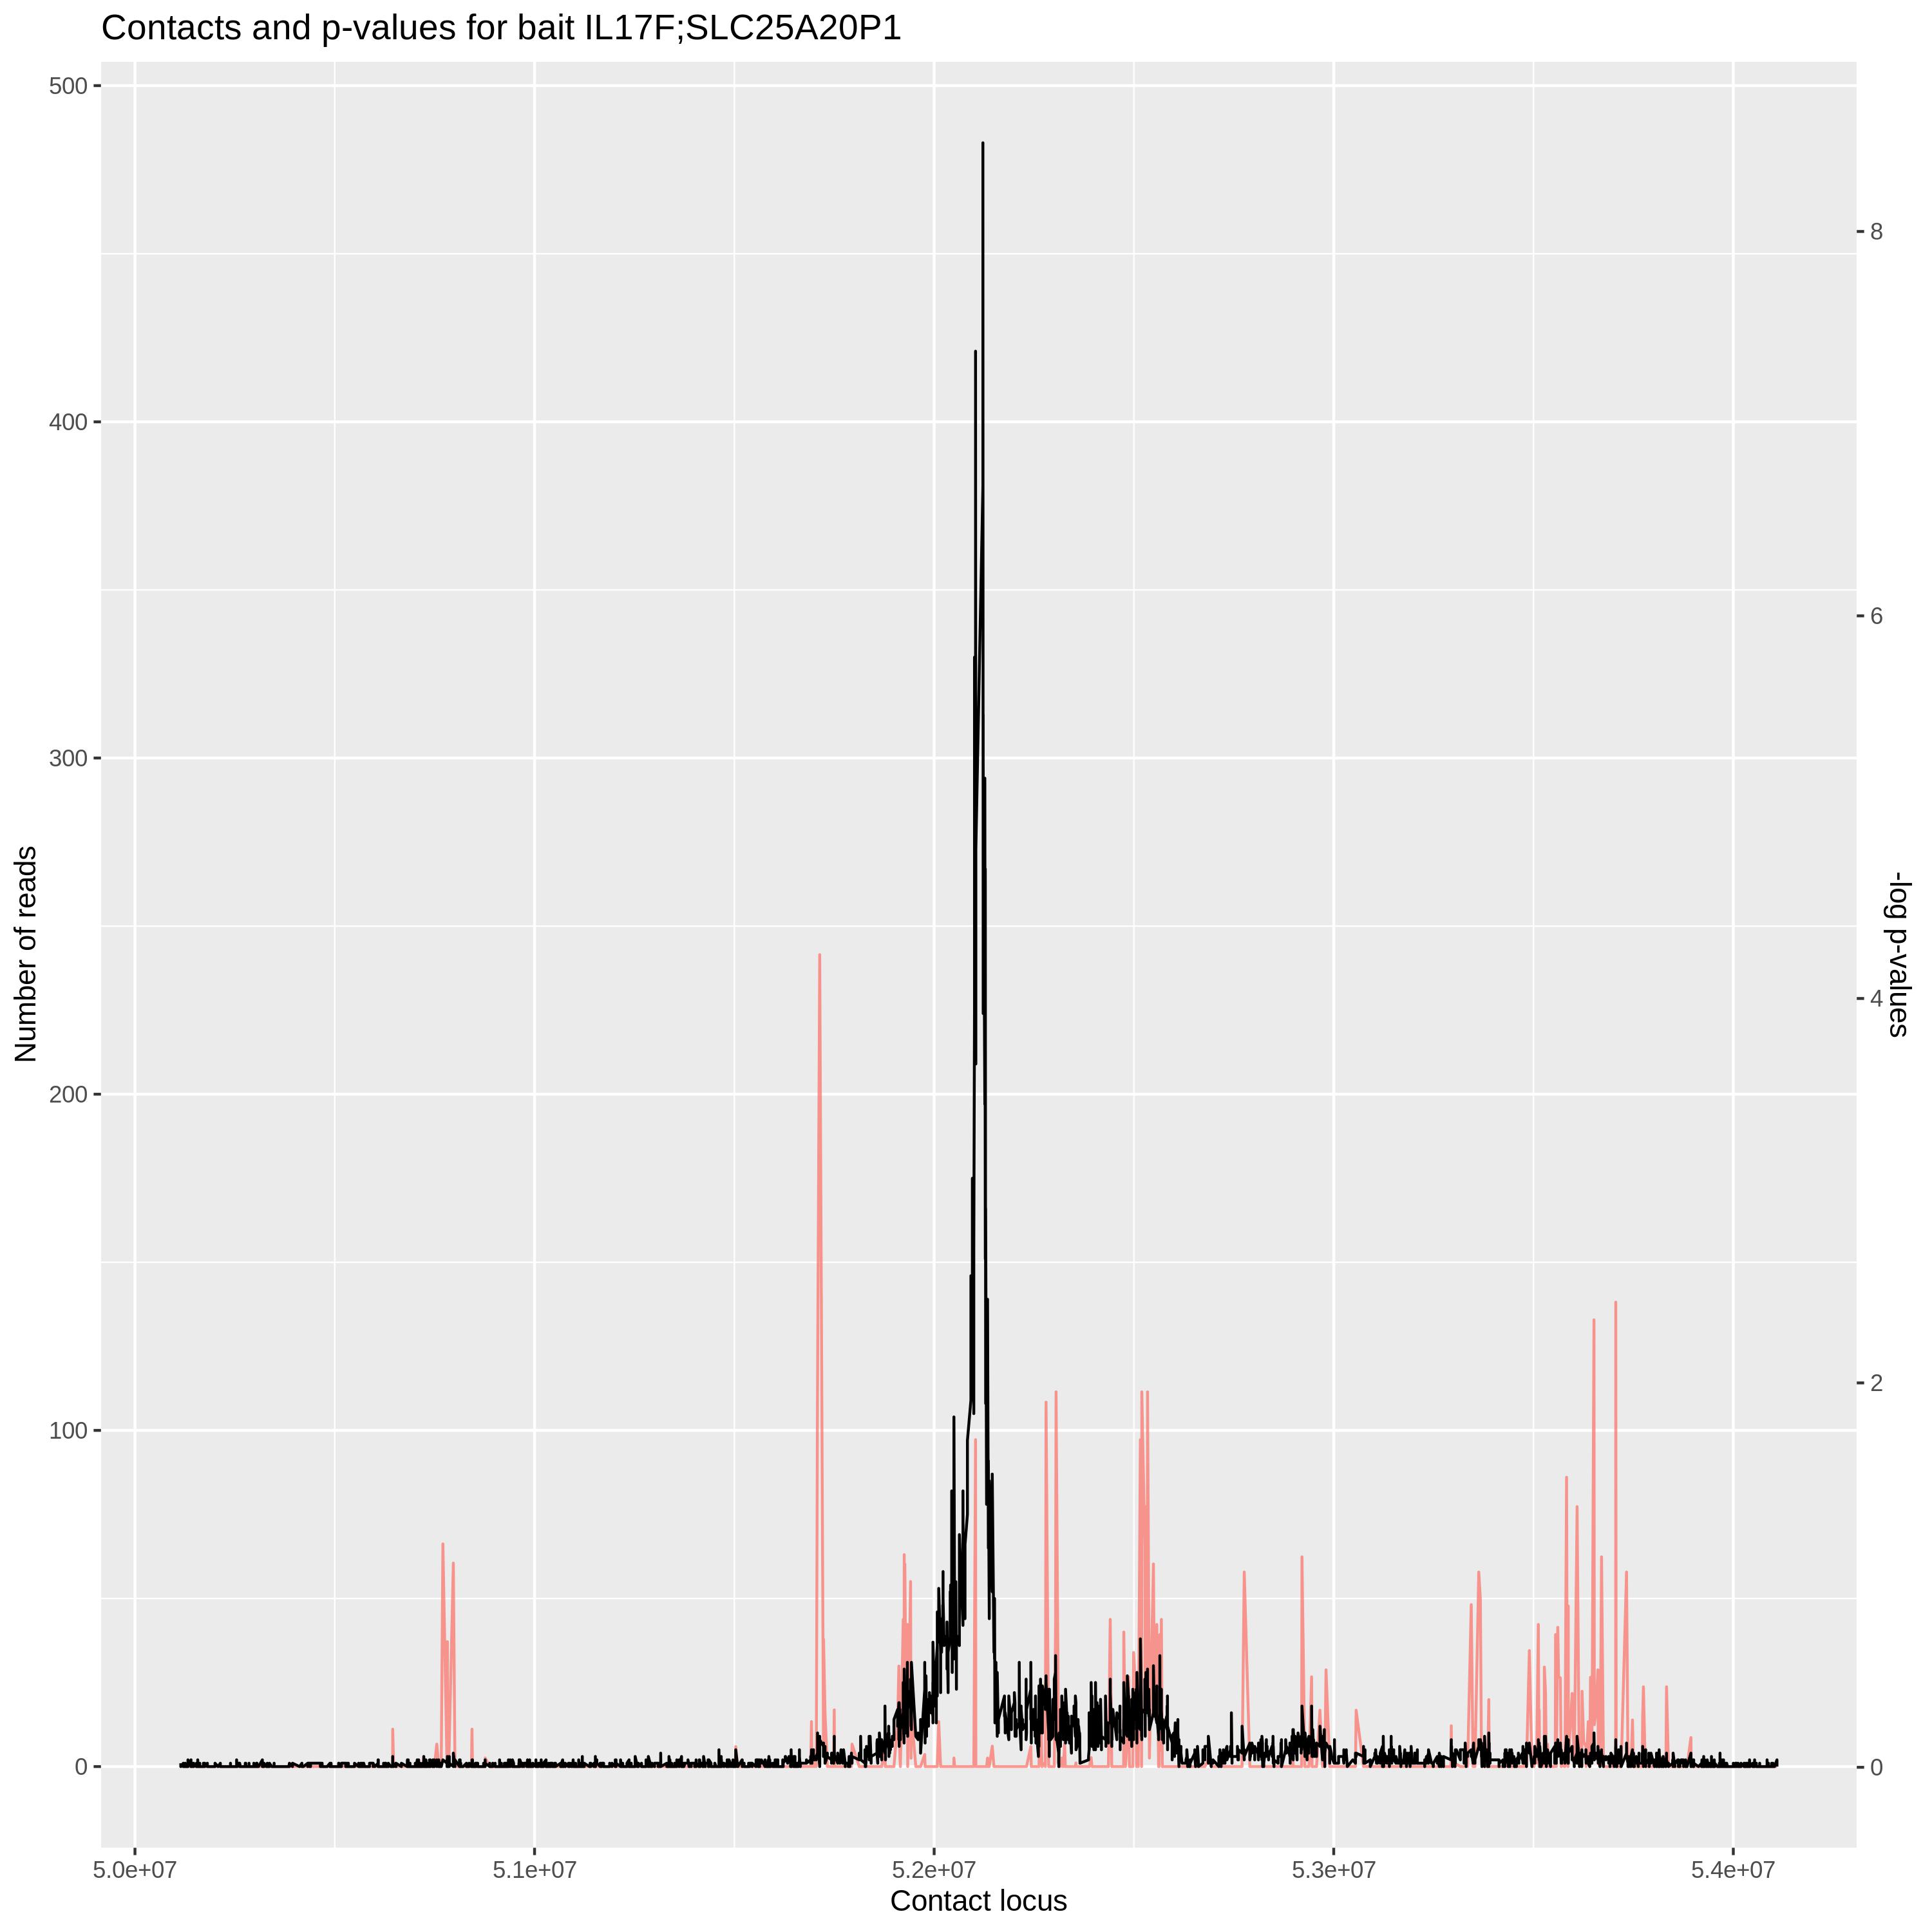 Contacts and p-values for bait IL17F;SLC25A20P1
500
400
300
200
100
0
Number of reads
8
6
4
2
0
-log p-values
5.0e+07 5.1e+07 5.2e+07 5.3e+07 5.4e+07
Contact locus